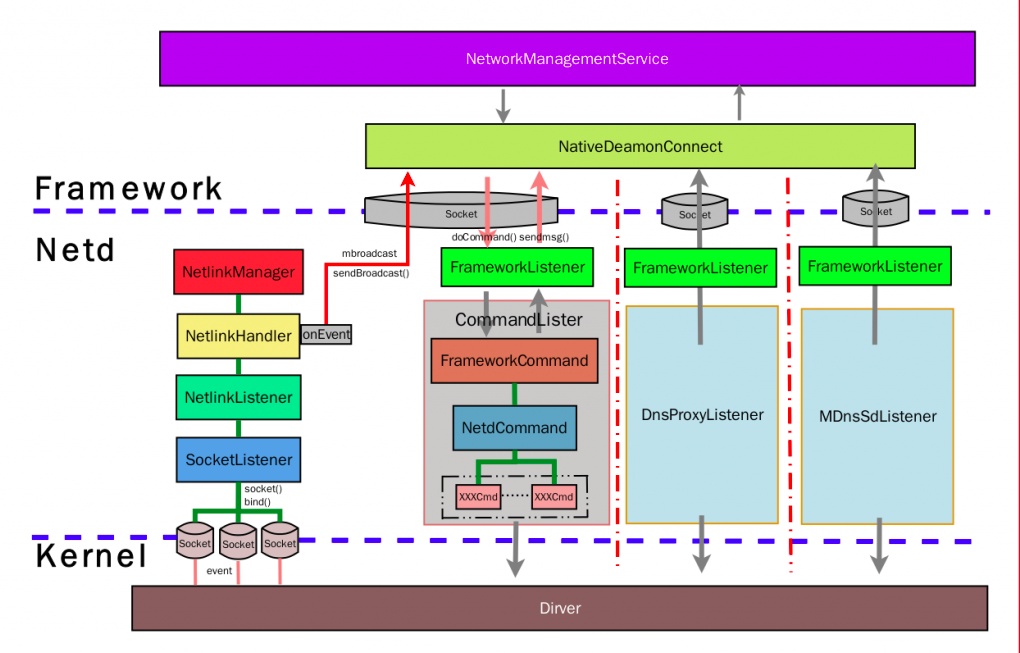 NetworkManagementService
NativeDeamonConnect
Framework
Socket
Socket
Socket
doCommand() sendmsg()
Netd
mbroadcast
sendBroadcast()
NetlinkManager
FrameworkListener
FrameworkListener
FrameworkListener
NetlinkHandler
onEvent
CommandLister
FrameworkCommand
NetlinkListener
NetdCommand
DnsProxyListener
MDnsSdListener
SocketListener
socket()
bind()
XXXCmd
XXXCmd
Socket
Socket
Socket
Kernel
event
Dirver